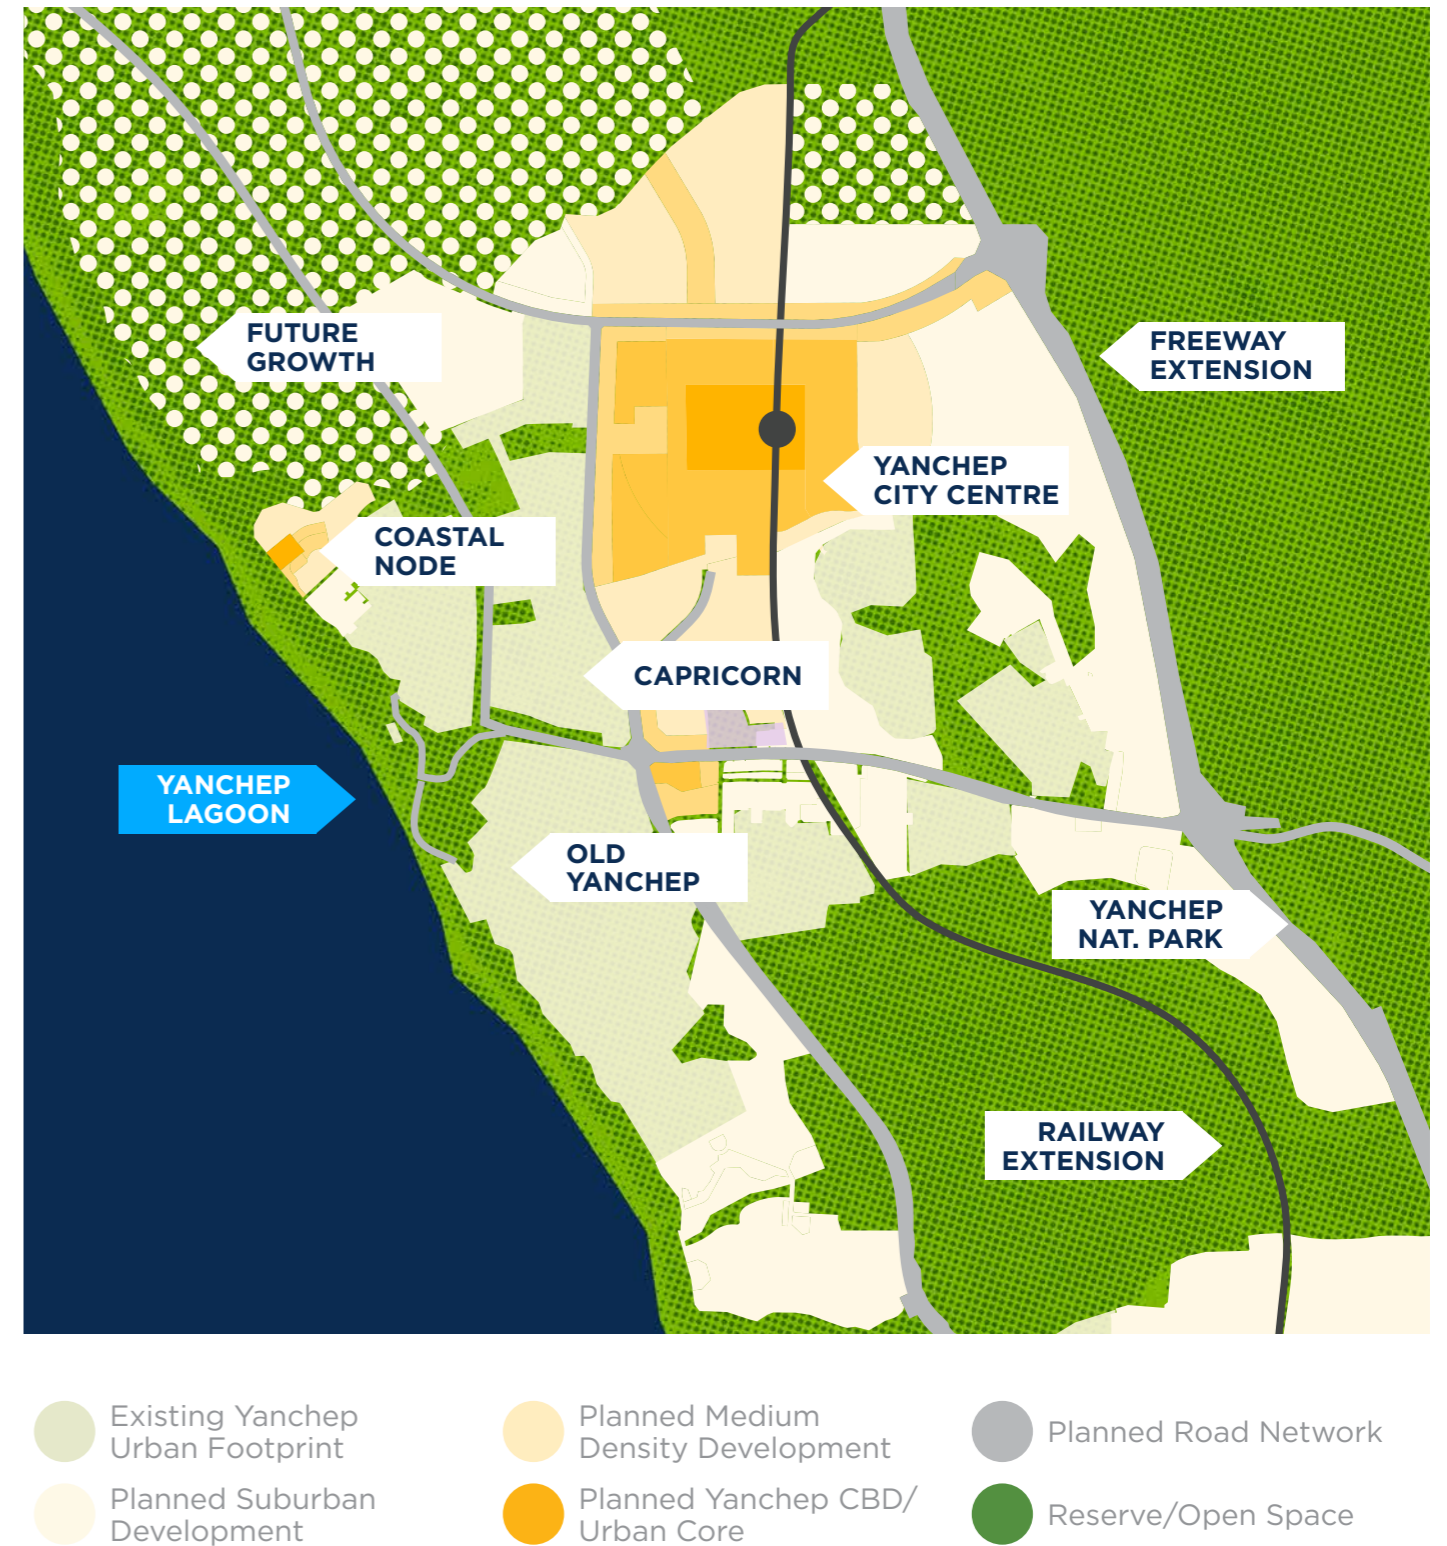 FUTURE
GROWTH
FREEWAY
EXTENSION
YANCHEP
CITY CENTRE
COASTAL
NODE
CAPRICORN
YANCHEP
LAGOON
OLD
YANCHEP
YANCHEP
NAT. PARK
RAILWAY
EXTENSION
Existing Yanchep
Urban Footprint
Planned Suburban
Development
Planned Medium
Density Development
Planned Yanchep CBD/
Urban Core
Planned Road Network
Reserve/Open Space